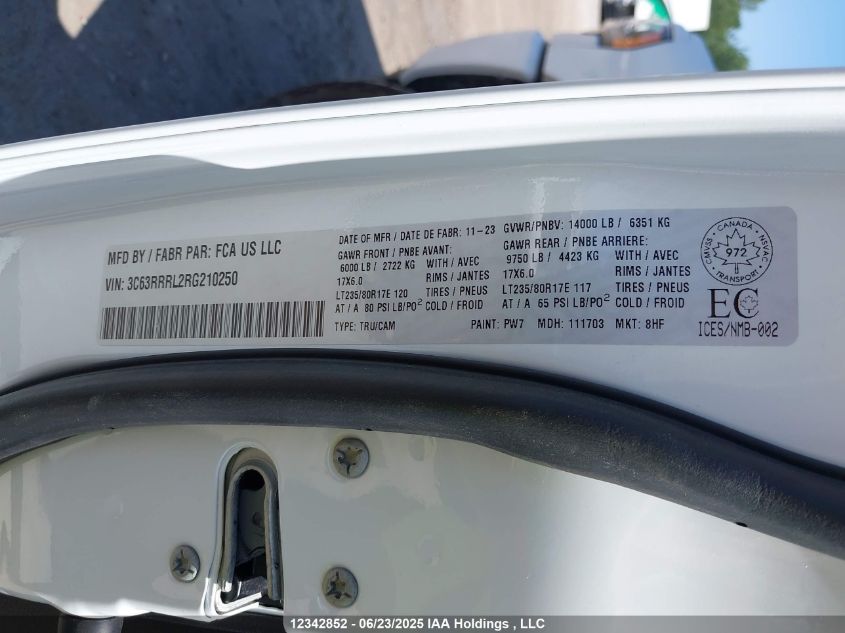 MFD BY / FABR PAR: FCA US LLC
VIN: 3C63RRRL2RG210250
DATE OF MFR / DATE DE FABR: 11-23 GVWR/PNBV: 14000 LB / 6351 KG
GAWR FRONT / PNBE AVANT: GAWR REAR / PNBE ARRIERE:
6000 LB / 2722 KG WITH / AVEC 9750 LB / 4423 KG WITH / AVEC
17X6.0 RIMS / JANTES 17X6.0 RIMS / JANTES
LT235/80R17E 120 TIRES / PNEUS LT235/80R17E 117 TIRES / PNEUS
AT / A 80 PSI LB/PO² COLD / FROID AT / A 65 PSI LB/PO² COLD / FROID
TYPE: TRU/CAM PAINT: PW7 MDH: 111703 MKT: 8HF
CANADA
CMVSS 972 NSVAC
TRANSPORT
EC
ICES/NMB-002
12342852 - 06/23/2025 IAA Holdings , LLC